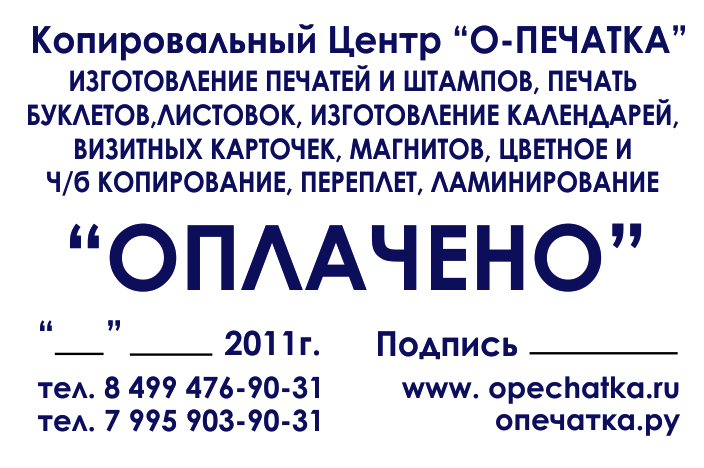 Копировальный Центр “О-ПЕЧАТКА”
ИЗГОТОВЛЕНИЕ ПЕЧАТЕЙ И ШТАМПОВ, ПЕЧАТЬ
БУКЛЕТОВ,ЛИСТОВОК, ИЗГОТОВЛЕНИЕ КАЛЕНДАРЕЙ,
ВИЗИТНЫХ КАРТОЧЕК, МАГНИТОВ, ЦВЕТНОЕ И
Ч/б КОПИРОВАНИЕ, ПЕРЕПЛЕТ, ЛАМИНИРОВАНИЕ
“ОПЛАЧЕНО”
“___” _____ 2011г. Подпись _________
тел. 8 499 476-90-31 www. opechatka.ru
тел. 7 995 903-90-31 опечатка.ру